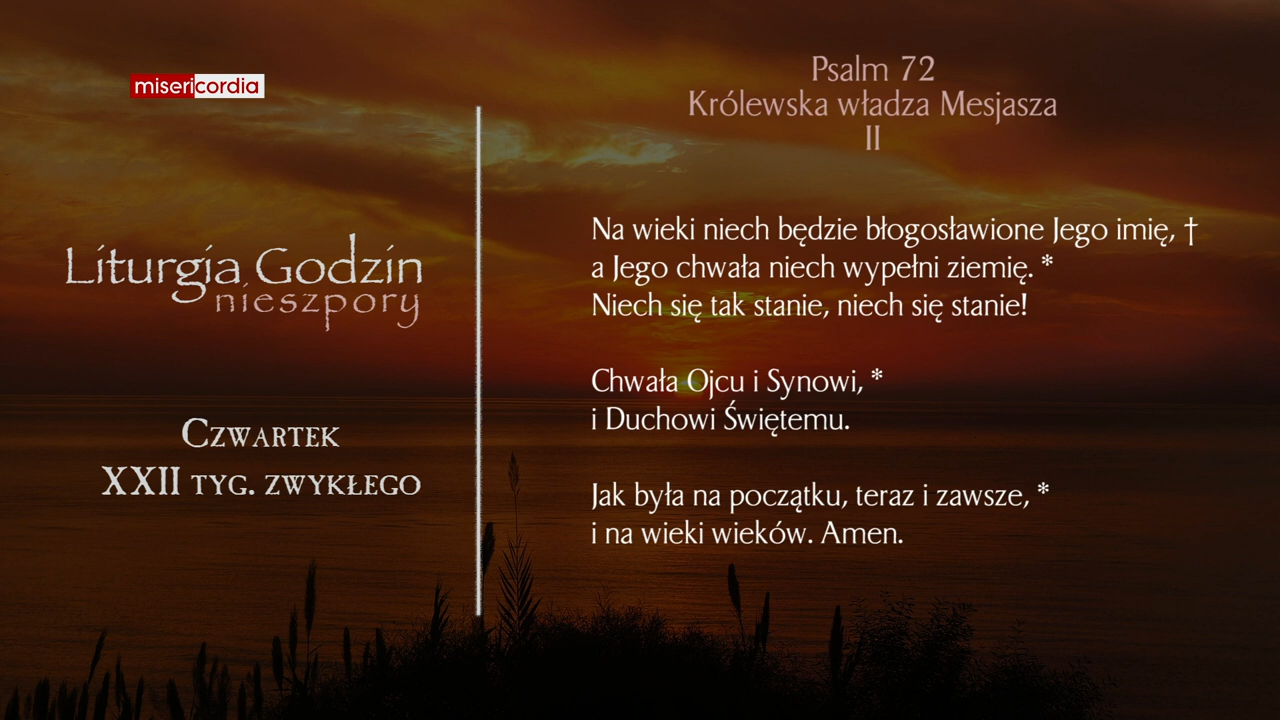 misericordia
Liturgia Godzin
nieszpory
Czwartek
XXII tyg. zwykłego
Psalm 72
Królewska władza Mesjasza
II
Na wieki niech będzie błogosławione Jego imię, †
a Jego chwała niech wypełni ziemię. *
Niech się tak stanie, niech się stanie!
Chwała Ojcu i Synowi, *
i Duchowi Świętemu.
Jak była na początku, teraz i zawsze, *
i na wieki wieków. Amen.